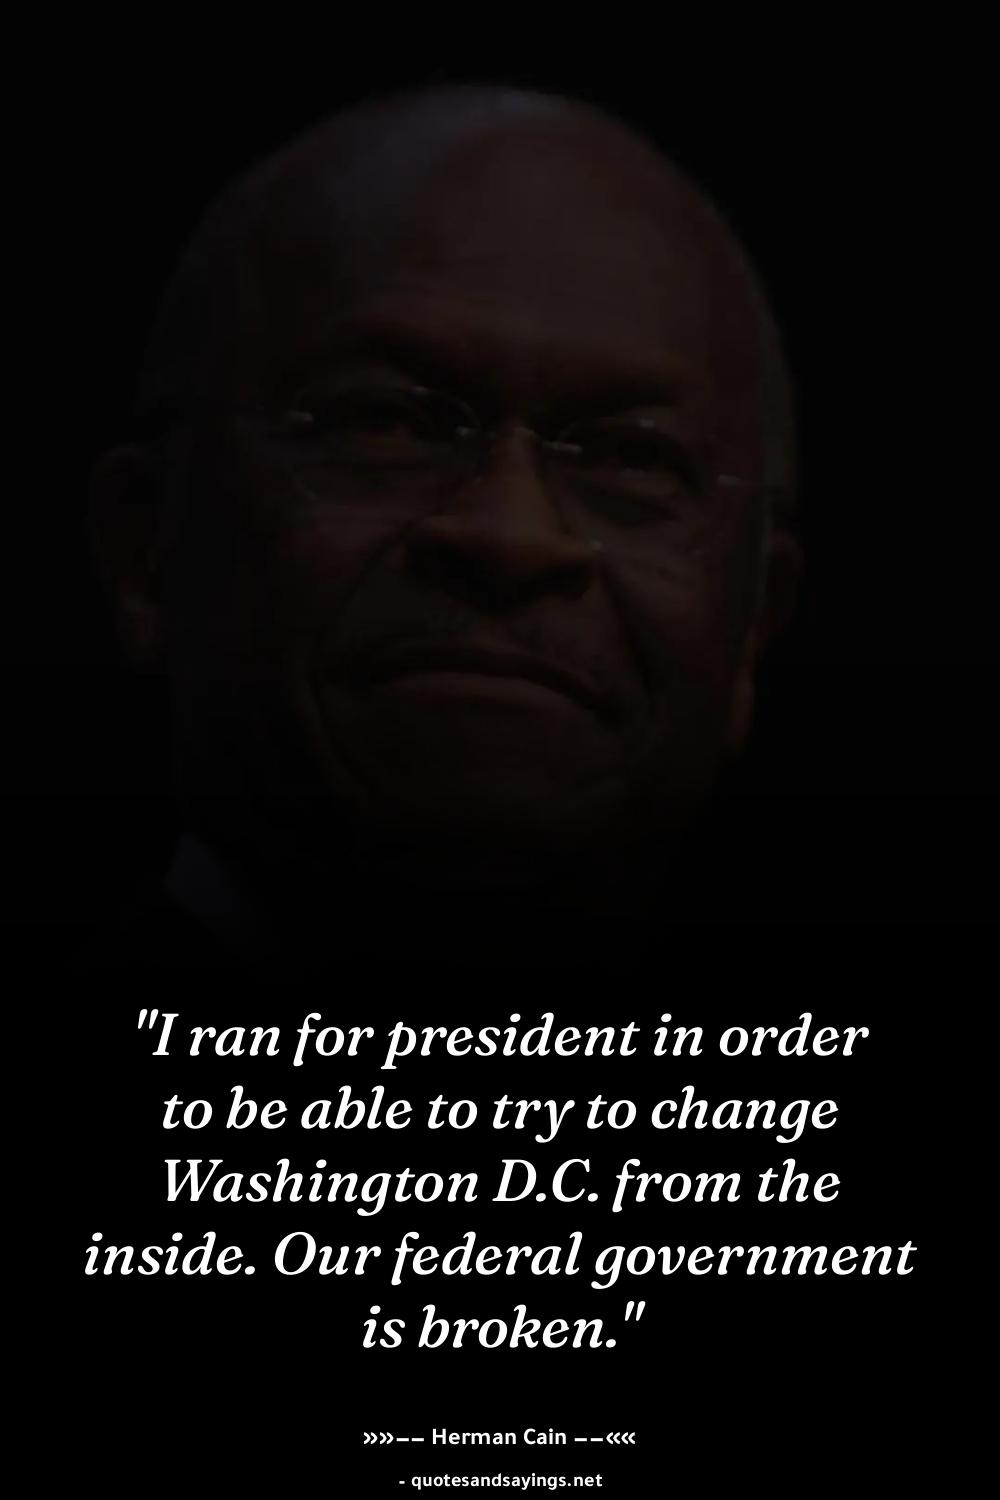 "I ran for president in order
to be able to try to change
Washington D.C. from the
inside. Our federal government
is broken."
»»−− Herman Cain −−««
- quotesandsayings.net